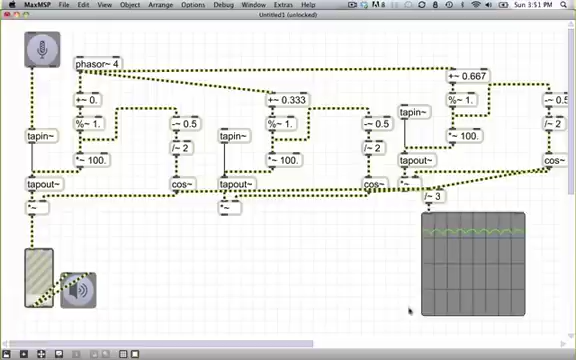 MaxMSP File Edit View Object Arrange Options Debug Extras Window Help Sun 3:51 PM
Untitled1 (unlocked)
phasor~ 4
+~ 0.667
+~ 0.
+~ 0.333
%~ 1.
-~ 0.5
tapin~
%~ 1.
-~ 0.5
%~ 1.
-~ 0.5
/~ 2
tapin~
tapin~
*~ 100.
/~ 2
/~ 2
*~ 100.
*~ 100.
tapout~
cos~
tapout~
cos~
tapout~
cos~
*~
*~
*~
/~ 3